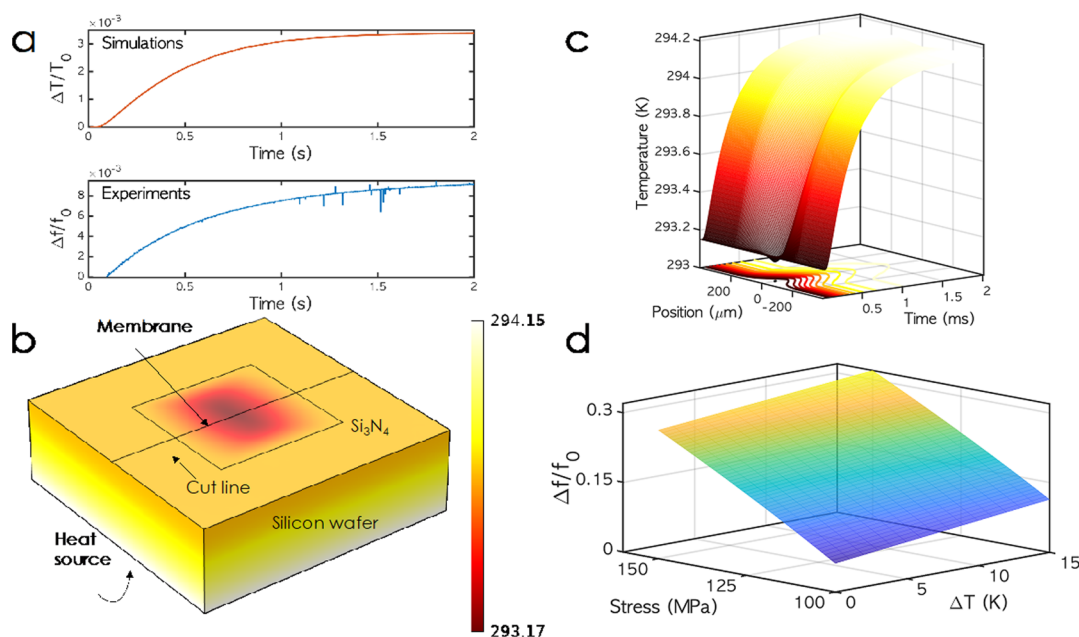 a
×10⁻³
Simulations
ΔT/T₀
3
2
1
0
0 0.5 1 1.5 2
Time (s)
×10⁻³
Experiments
Δf/f₀
8
6
4
2
0
0 0.5 1 1.5 2
Time (s)
b
Membrane
Si₃N₄
Cut line
Silicon wafer
Heat
source
294.15
293.17
c
294.2
294
293.8
293.6
293.4
293.2
293
Temperature (K)
200 0 -200
Position (μm)
0.5 1 1.5 2
Time (ms)
d
0.3
0.15
0
Δf/f₀
150 125 100
Stress (MPa)
0 5 10 15
ΔT (K)